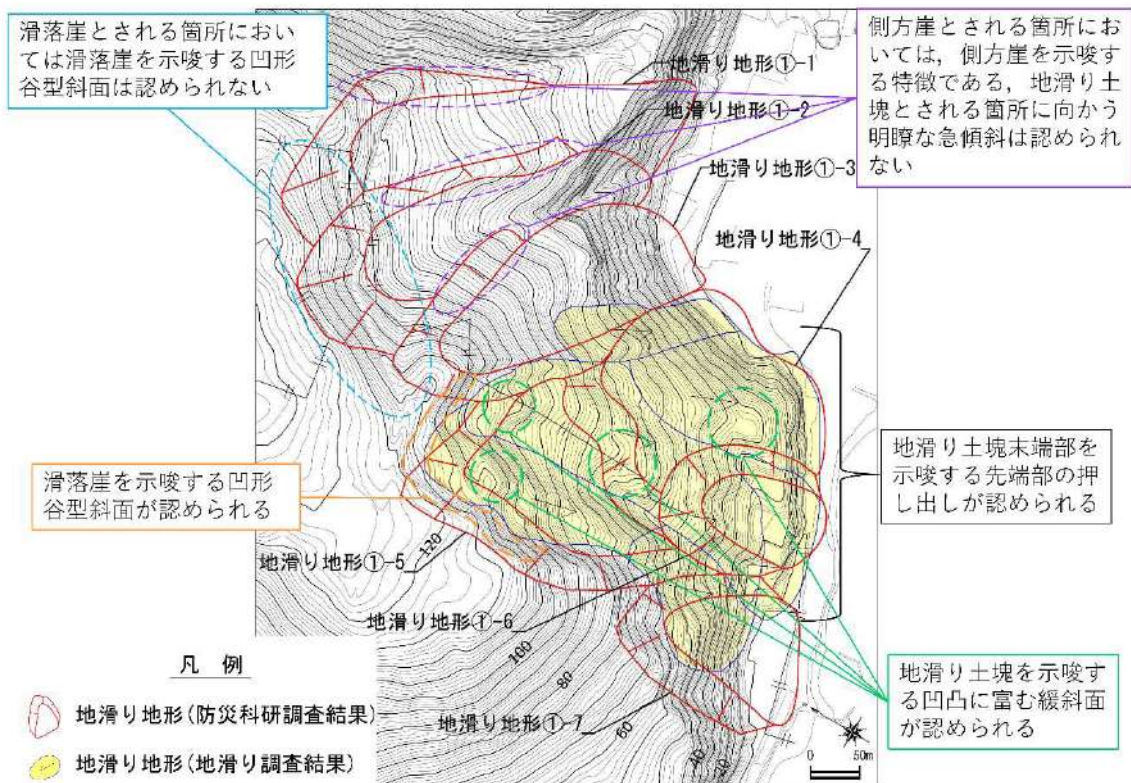 滑落崖とされる箇所にお
いては滑落崖を示唆する凹形
谷型斜面は認められない
側方崖とされる箇所にお
いては，側方崖を示唆す
る特徴である，地滑り土
塊とされる箇所に向かう
明瞭な急傾斜は認められ
ない
地滑り地形①-1
地滑り地形①-2
地滑り地形①-3
地滑り地形①-4
地滑り土塊末端部を
示唆する先端部の押
し出しが認められる
滑落崖を示唆する凹形
谷型斜面が認められる
120
地滑り地形①-5
地滑り地形①-6
100
80
60
40
20
地滑り地形①-7
地滑り土塊を示唆す
る凹凸に富む緩斜面
が認められる
凡 例
地滑り地形(防災科研調査結果)
地滑り地形(地滑り調査結果)
0 50m